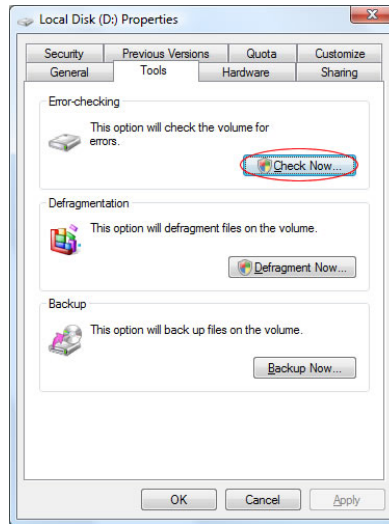 Local Disk (D:) Properties
Security Previous Versions Quota Customize
General Tools Hardware Sharing
Error-checking
This option will check the volume for
errors.
Check Now...
Defragmentation
This option will defragment files on the volume.
Defragment Now...
Backup
This option will back up files on the volume.
Backup Now...
OK Cancel Apply